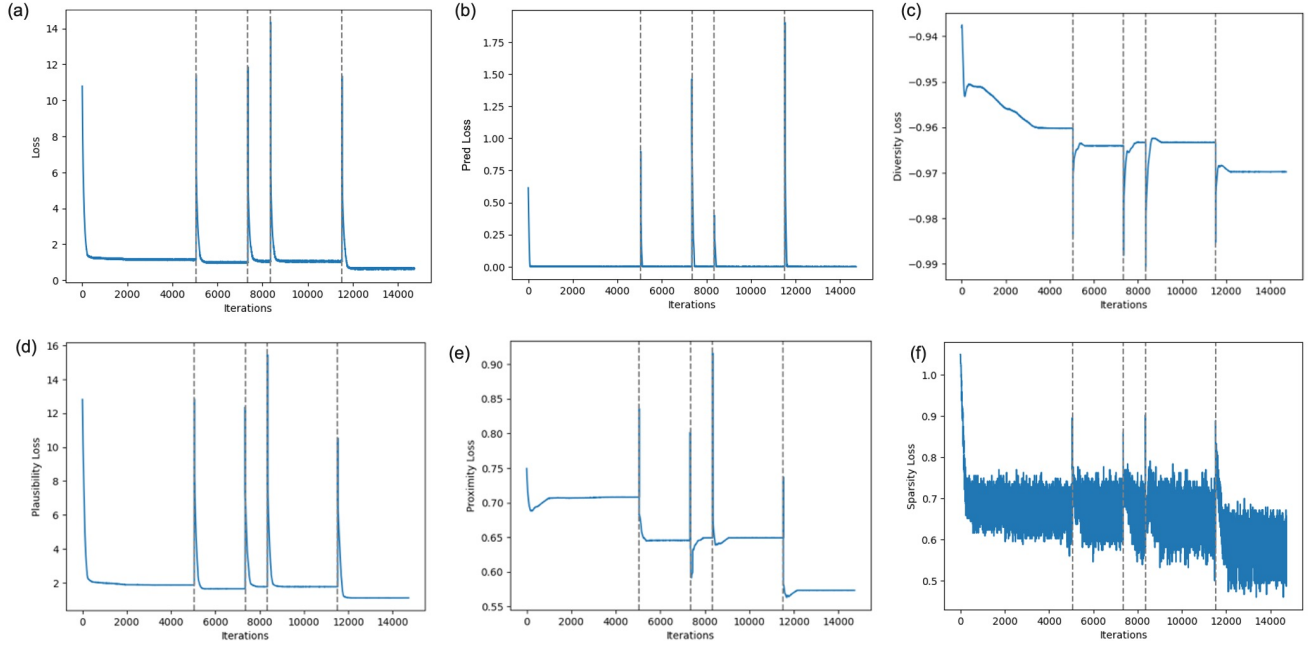 (a)
14
12
10
8
6
4
2
0
Loss
0 2000 4000 6000 8000 10000 12000 14000
Iterations
(b)
1.75
1.50
1.25
1.00
0.75
0.50
0.25
0.00
Pred Loss
0 2000 4000 6000 8000 10000 12000 14000
Iterations
(c)
−0.94
−0.95
−0.96
−0.97
−0.98
−0.99
Diversity Loss
0 2000 4000 6000 8000 10000 12000 14000
Iterations
(d)
16
14
12
10
8
6
4
2
Plausibility Loss
0 2000 4000 6000 8000 10000 12000 14000
Iterations
(e)
0.90
0.85
0.80
0.75
0.70
0.65
0.60
0.55
Proximity Loss
0 2000 4000 6000 8000 10000 12000 14000
Iterations
(f)
1.0
0.9
0.8
0.7
0.6
0.5
Sparsity Loss
0 2000 4000 6000 8000 10000 12000 14000
Iterations